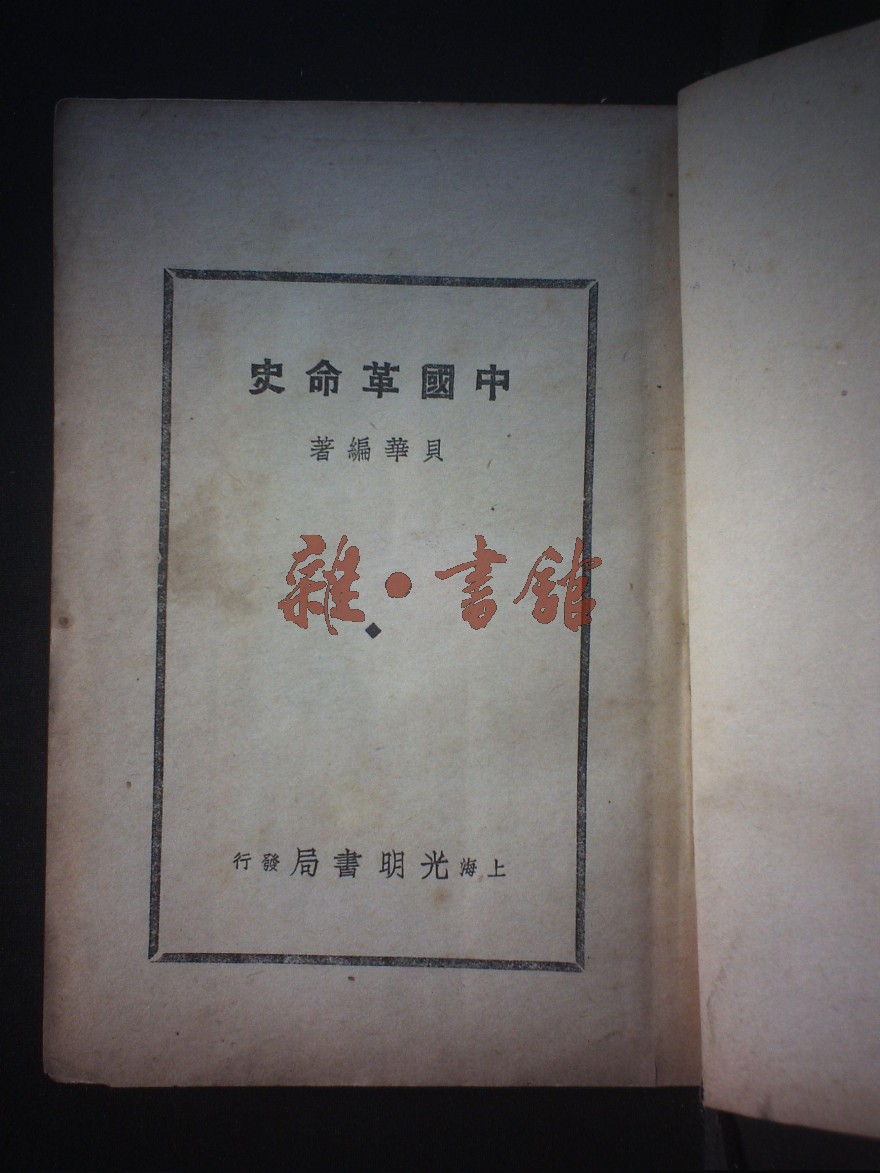 中國革命史
貝華編著
雜·書館
上海光明書局發行